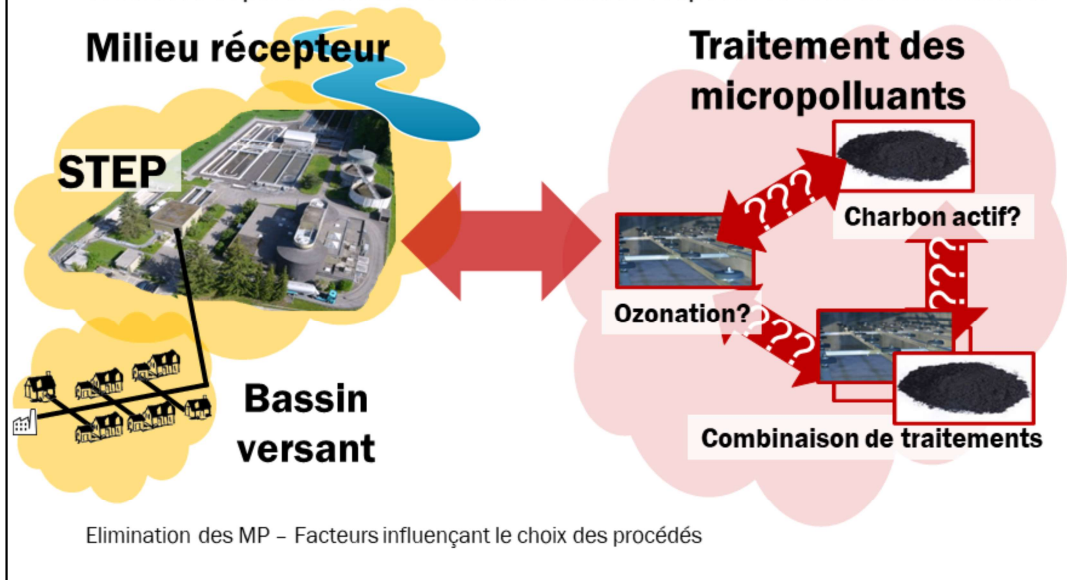 Milieu récepteur
STEP
Bassin
versant
Traitement des
micropolluants
???
Charbon actif?
Ozonation?
???
???
Combinaison de traitements
Elimination des MP – Facteurs influençant le choix des procédés